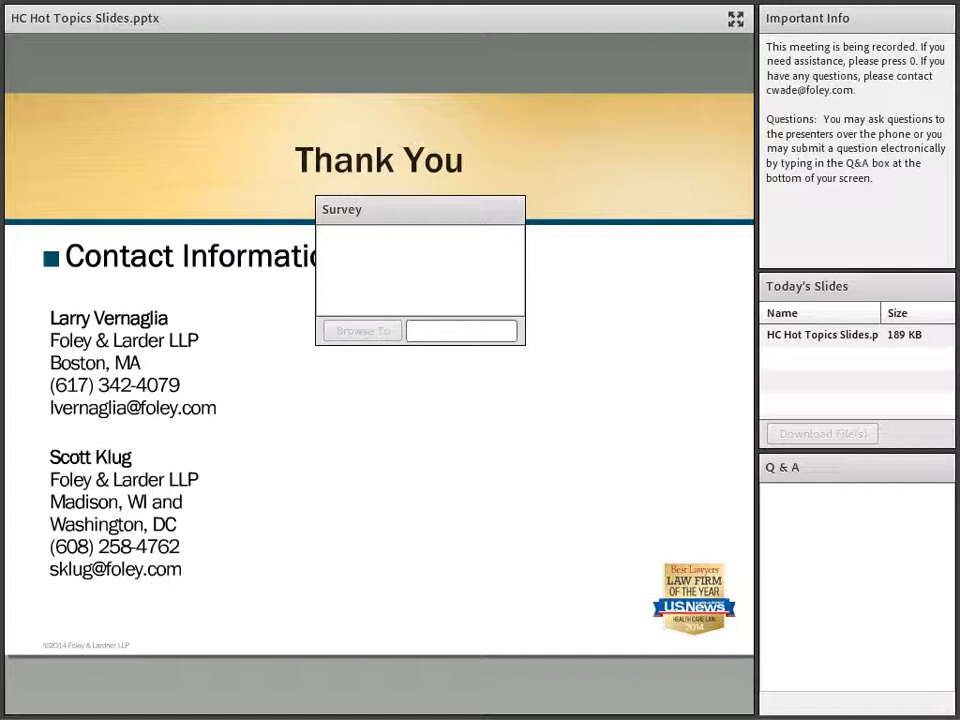 HC Hot Topics Slides.pptx
Thank You
Survey
Browse To
■ Contact Informatio
Larry Vernaglia
Foley & Larder LLP
Boston, MA
(617) 342-4079
lvernaglia@foley.com
Scott Klug
Foley & Larder LLP
Madison, WI and
Washington, DC
(608) 258-4762
sklug@foley.com
Best Lawyers
LAW FIRM
OF THE YEAR
US News
HEALTH CARE LAW
2014
©2014 Foley & Lardner LLP
Important Info
This meeting is being recorded. If you
need assistance, please press 0. If you
have any questions, please contact
cwade@foley.com.
Questions: You may ask questions to
the presenters over the phone or you
may submit a question electronically
by typing in the Q&A box at the
bottom of your screen.
Today's Slides
Name Size
HC Hot Topics Slides.p 189 KB
Download File(s)
Q & A